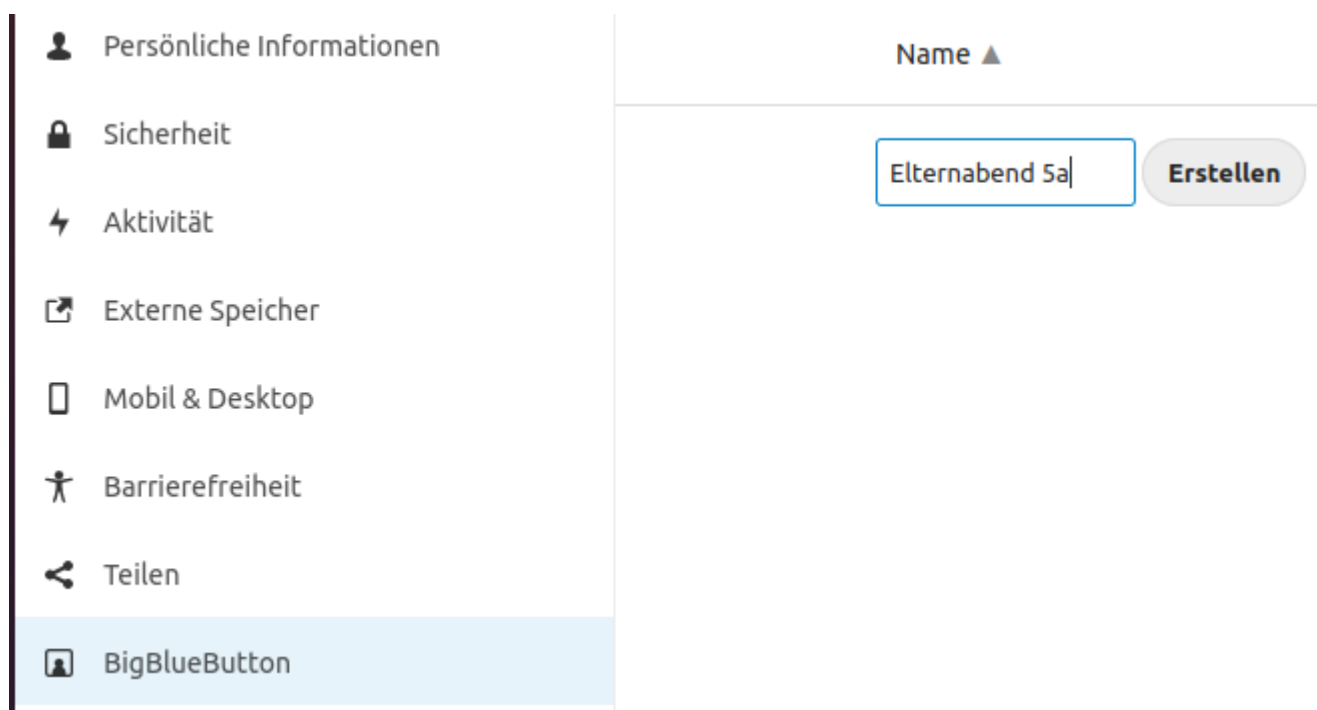 Persönliche Informationen
Sicherheit
Aktivität
Externe Speicher
Mobil & Desktop
Barrierefreiheit
Teilen
BigBlueButton
Name ▲
Elternabend 5a
Erstellen